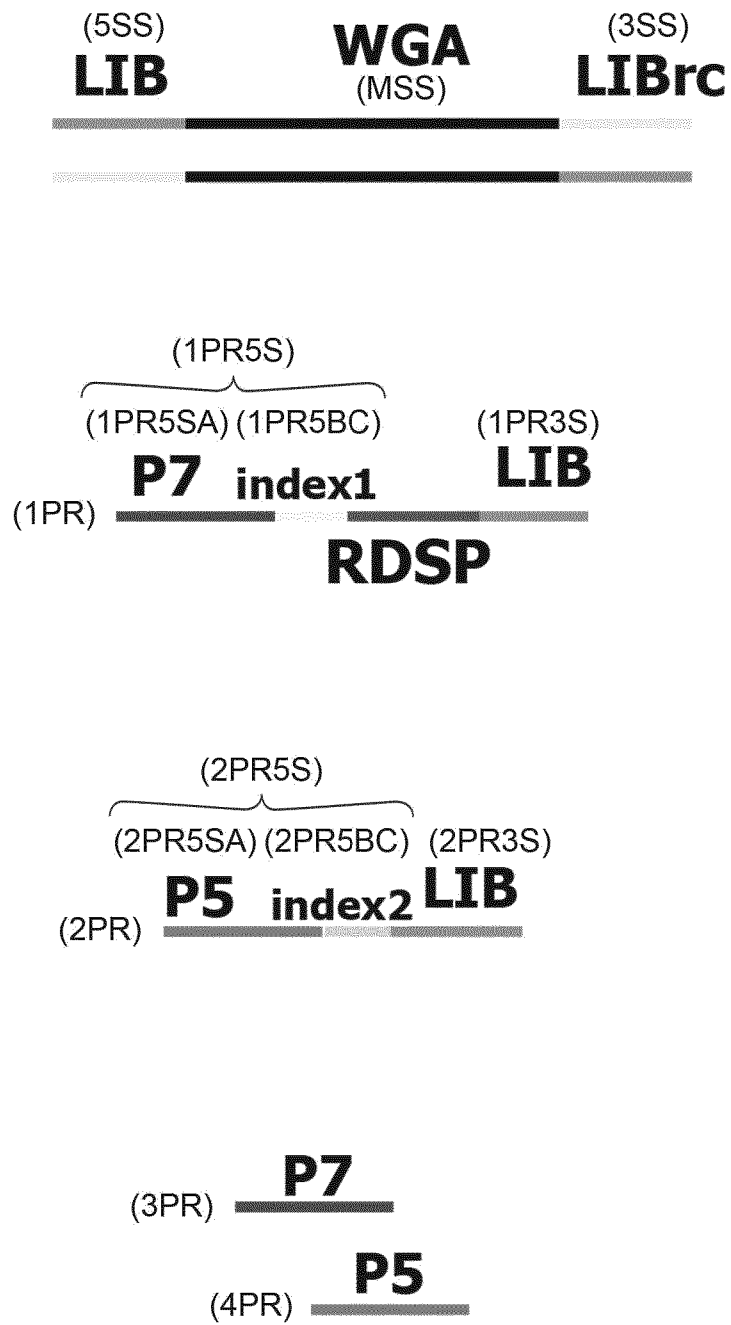 (5SS) (3SS)
LIB WGA LIBrc
(MSS)
(1PR5S)
(1PR5SA) (1PR5BC) (1PR3S)
P7 index1 LIB
(1PR)
RDSP
(2PR5S)
(2PR5SA) (2PR5BC) (2PR3S)
P5 index2 LIB
(2PR)
P7
(3PR)
P5
(4PR)